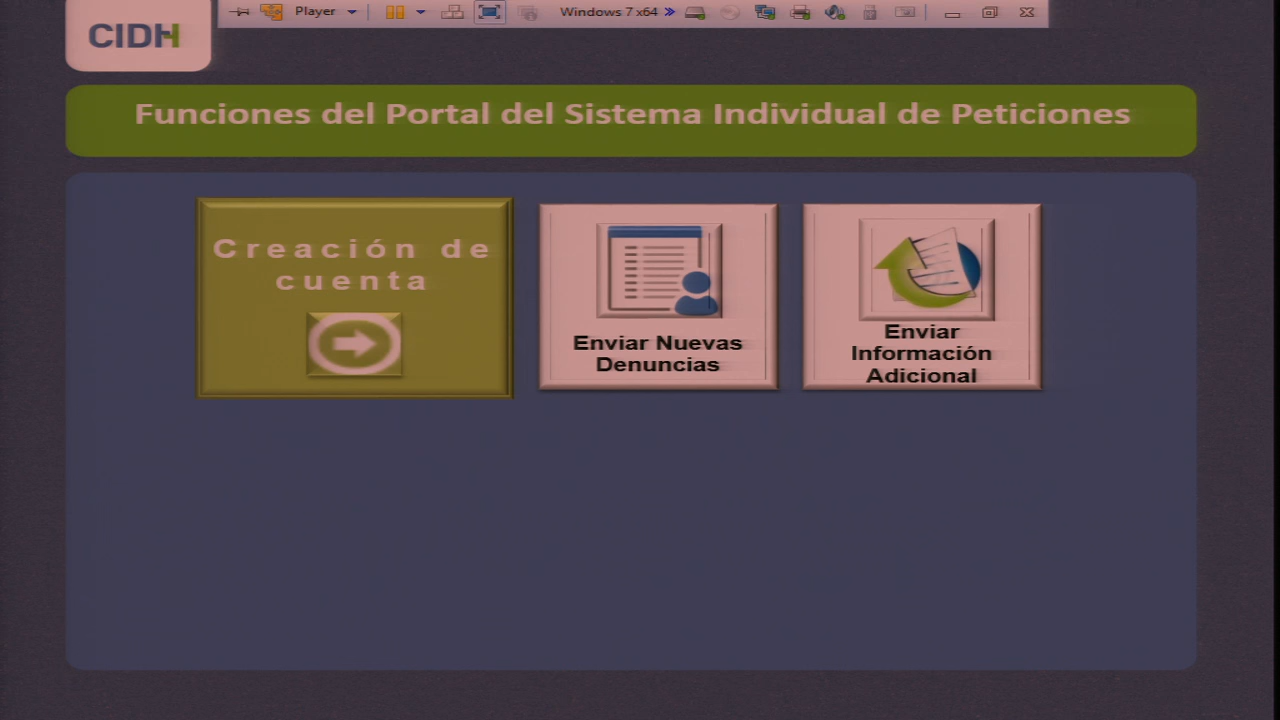 CIDH
Player
Windows 7 x64
Funciones del Portal del Sistema Individual de Peticiones
Creación de
cuenta
Enviar Nuevas
Denuncias
Enviar
Información
Adicional